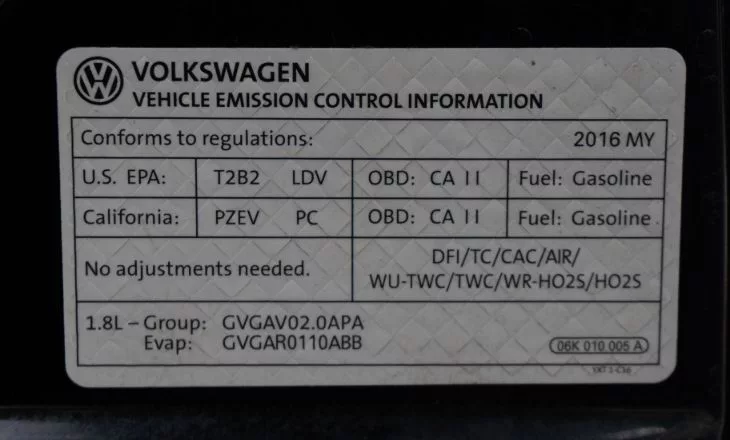 VOLKSWAGEN
VEHICLE EMISSION CONTROL INFORMATION
Conforms to regulations: 2016 MY
U.S. EPA: T2B2 LDV OBD: CA II Fuel: Gasoline
California: PZEV PC OBD: CA II Fuel: Gasoline
No adjustments needed.
DFI/TC/CAC/AIR/
WU-TWC/TWC/WR-HO2S/HO2S
1.8L – Group: GVGAV02.0APA
Evap: GVGAR0110ABB
06K 010 005 A